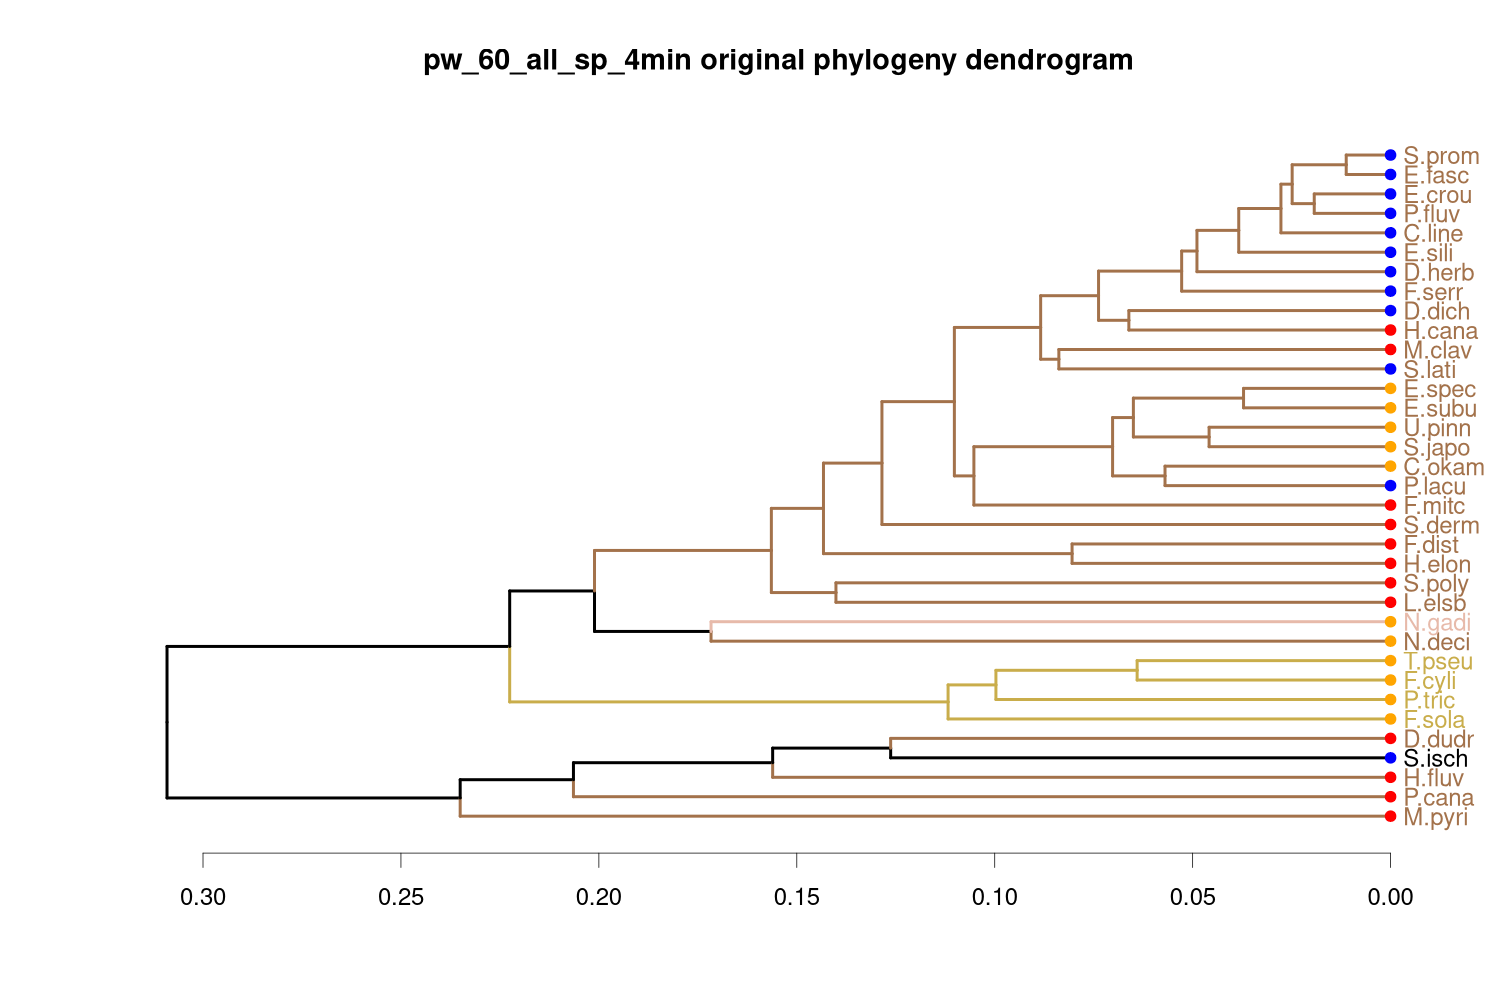 pw_60_all_sp_4min original phylogeny dendrogram
S.prom
E.fasc
E.crou
P.fluv
C.line
E.sili
D.herb
F.serr
D.dich
H.cana
M.clav
S.lati
E.spec
E.subu
U.pinn
S.japo
C.okam
P.lacu
F.mitc
S.derm
F.dist
H.elon
S.poly
L.elsb
N.gadi
N.deci
T.pseu
F.cyli
P.tric
F.sola
D.dudr
S.isch
H.fluv
P.cana
M.pyri
0.30 0.25 0.20 0.15 0.10 0.05 0.00